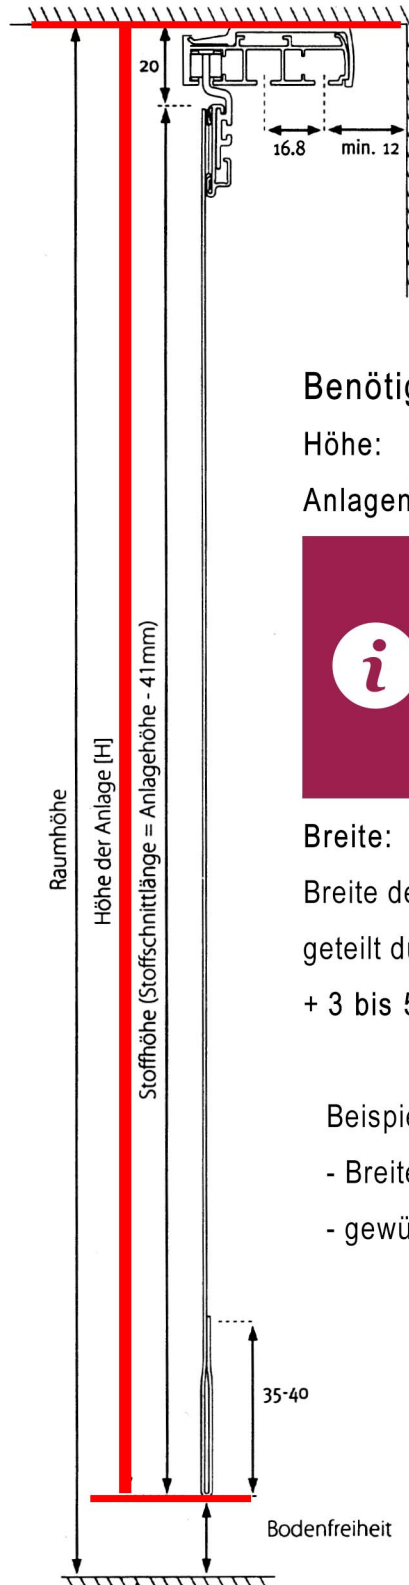 20
16.8
min. 12
Benötig
Höhe:
Anlagen
i
Raumhöhe
Höhe der Anlage [H]
Stoffhöhe (Stoffschnittlänge = Anlagehöhe - 41mm)
Breite:
Breite de
geteilt du
+ 3 bis 5
Beispie
- Breite
- gewü
35-40
Bodenfreiheit